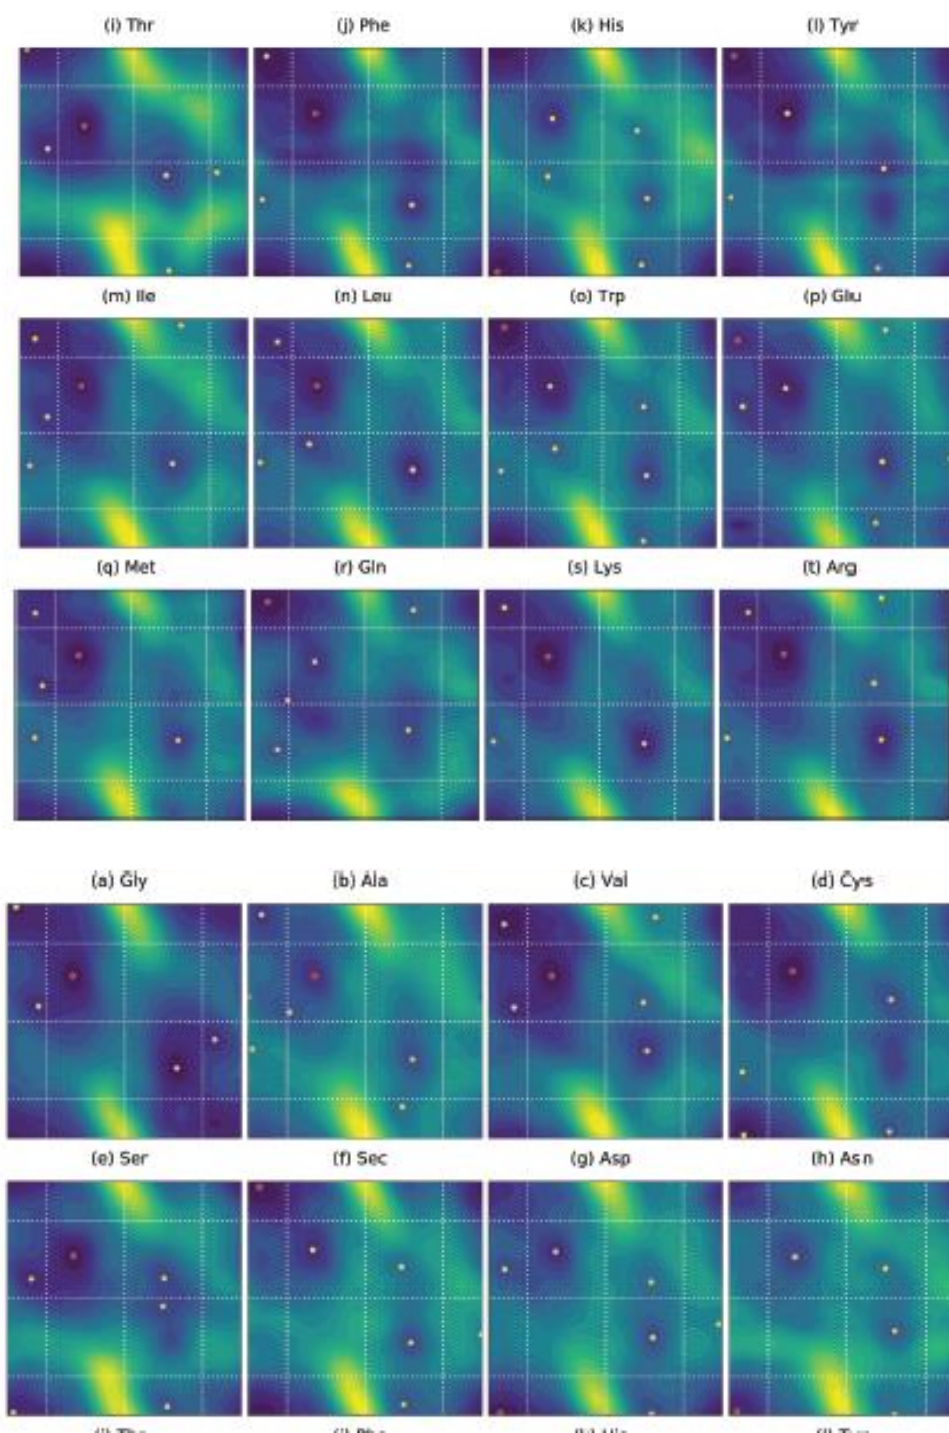 (i) Thr (j) Phe (k) His (l) Tyr
(m) Ile (n) Leu (o) Trp (p) Glu
(q) Met (r) Gln (s) Lys (t) Arg
(a) Gly (b) Ala (c) Val (d) Cys
(e) Ser (f) Sec (g) Asp (h) Asn